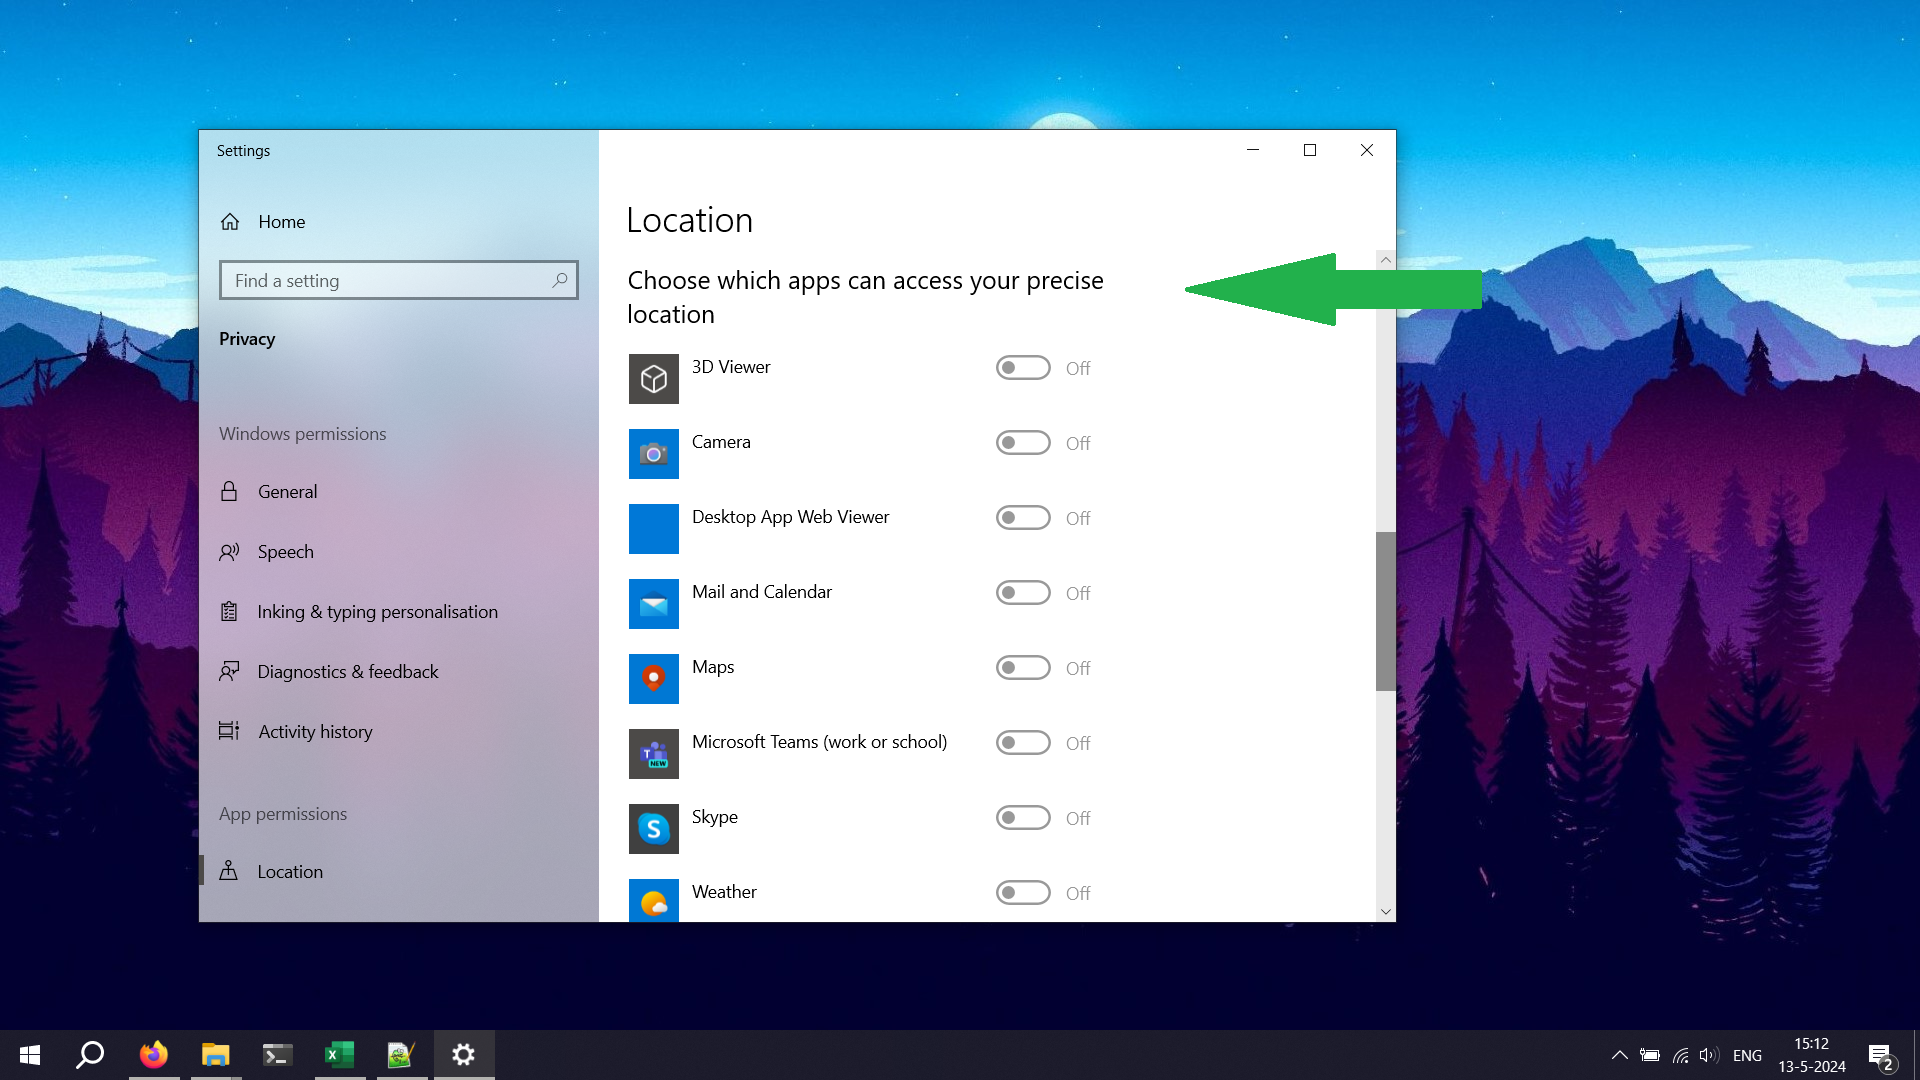 Settings
Home
Find a setting
Privacy
Windows permissions
General
Speech
Inking & typing personalisation
Diagnostics & feedback
Activity history
App permissions
Location
Location
Choose which apps can access your precise
location
3D Viewer Off
Camera Off
Desktop App Web Viewer Off
Mail and Calendar Off
Maps Off
T NEW Microsoft Teams (work or school) Off
S Skype Off
Weather Off
X
ENG
15:12
13-5-2024
2